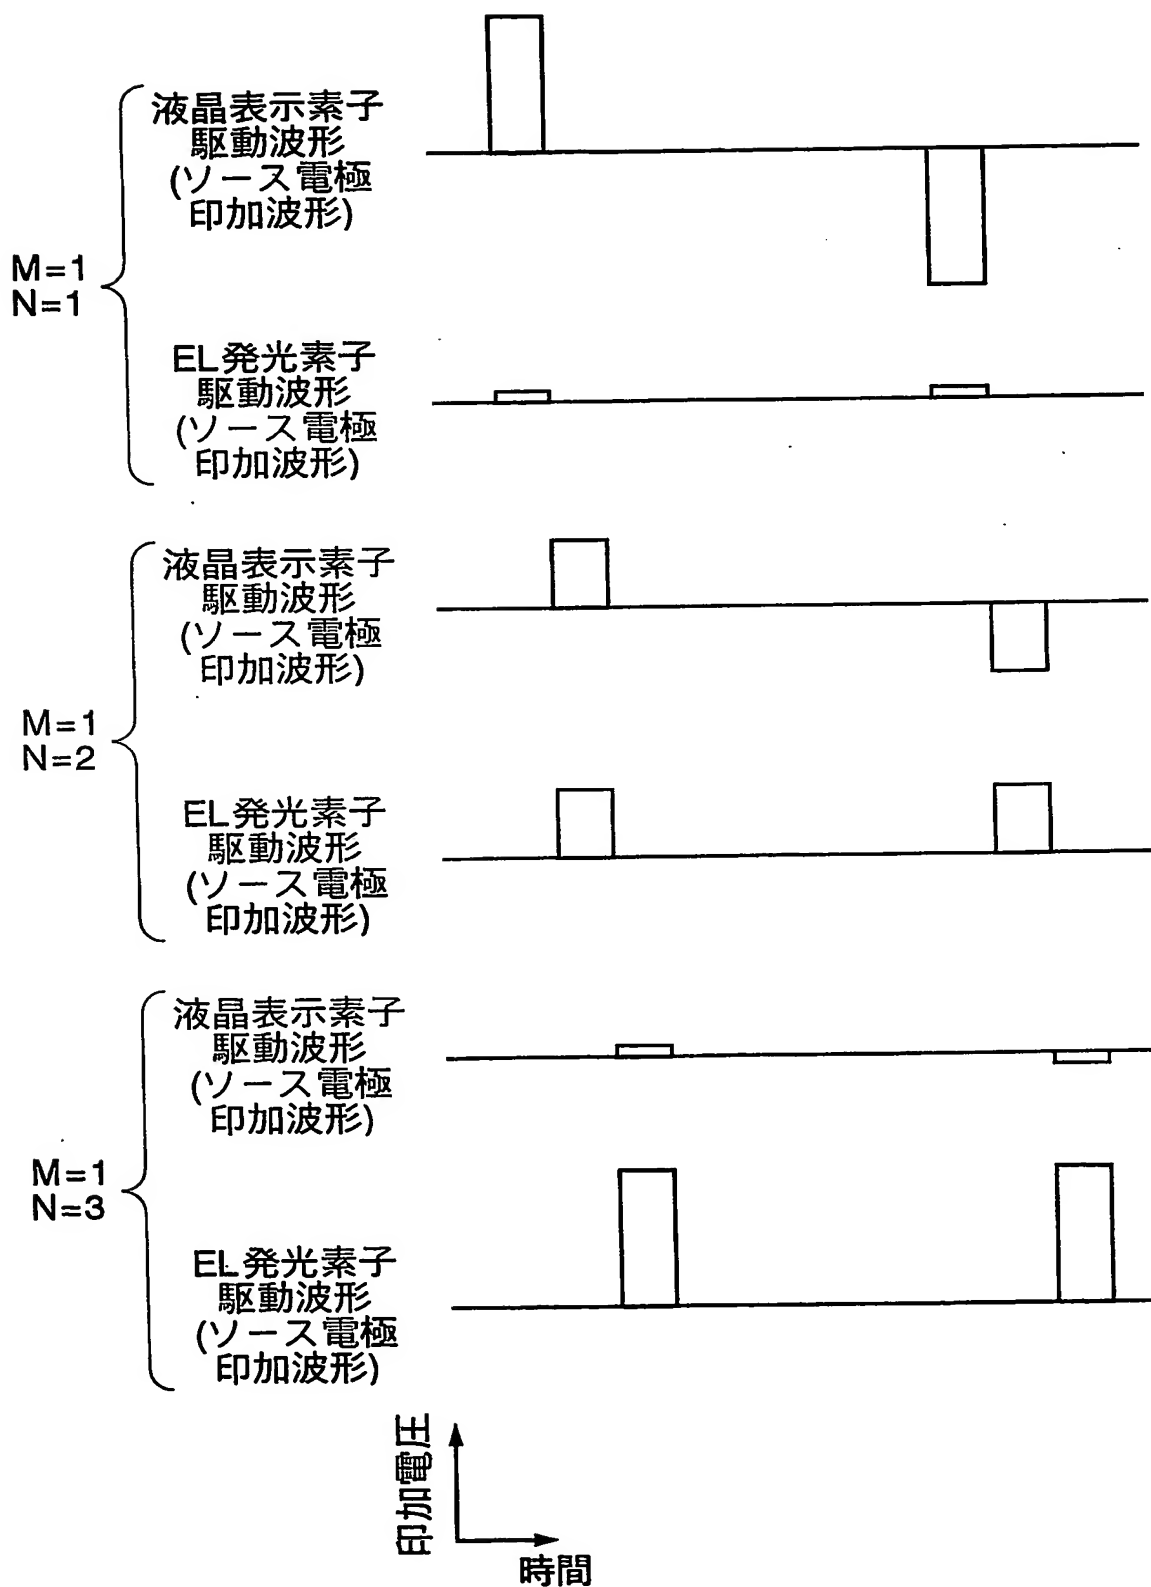 液晶表示素子
駆動波形
(ソース電極
印加波形)
M=1
N=1
EL発光素子
駆動波形
(ソース電極
印加波形)
液晶表示素子
駆動波形
(ソース電極
印加波形)
M=1
N=2
EL発光素子
駆動波形
(ソース電極
印加波形)
液晶表示素子
駆動波形
(ソース電極
印加波形)
M=1
N=3
EL発光素子
駆動波形
(ソース電極
印加波形)
印加電圧
時間